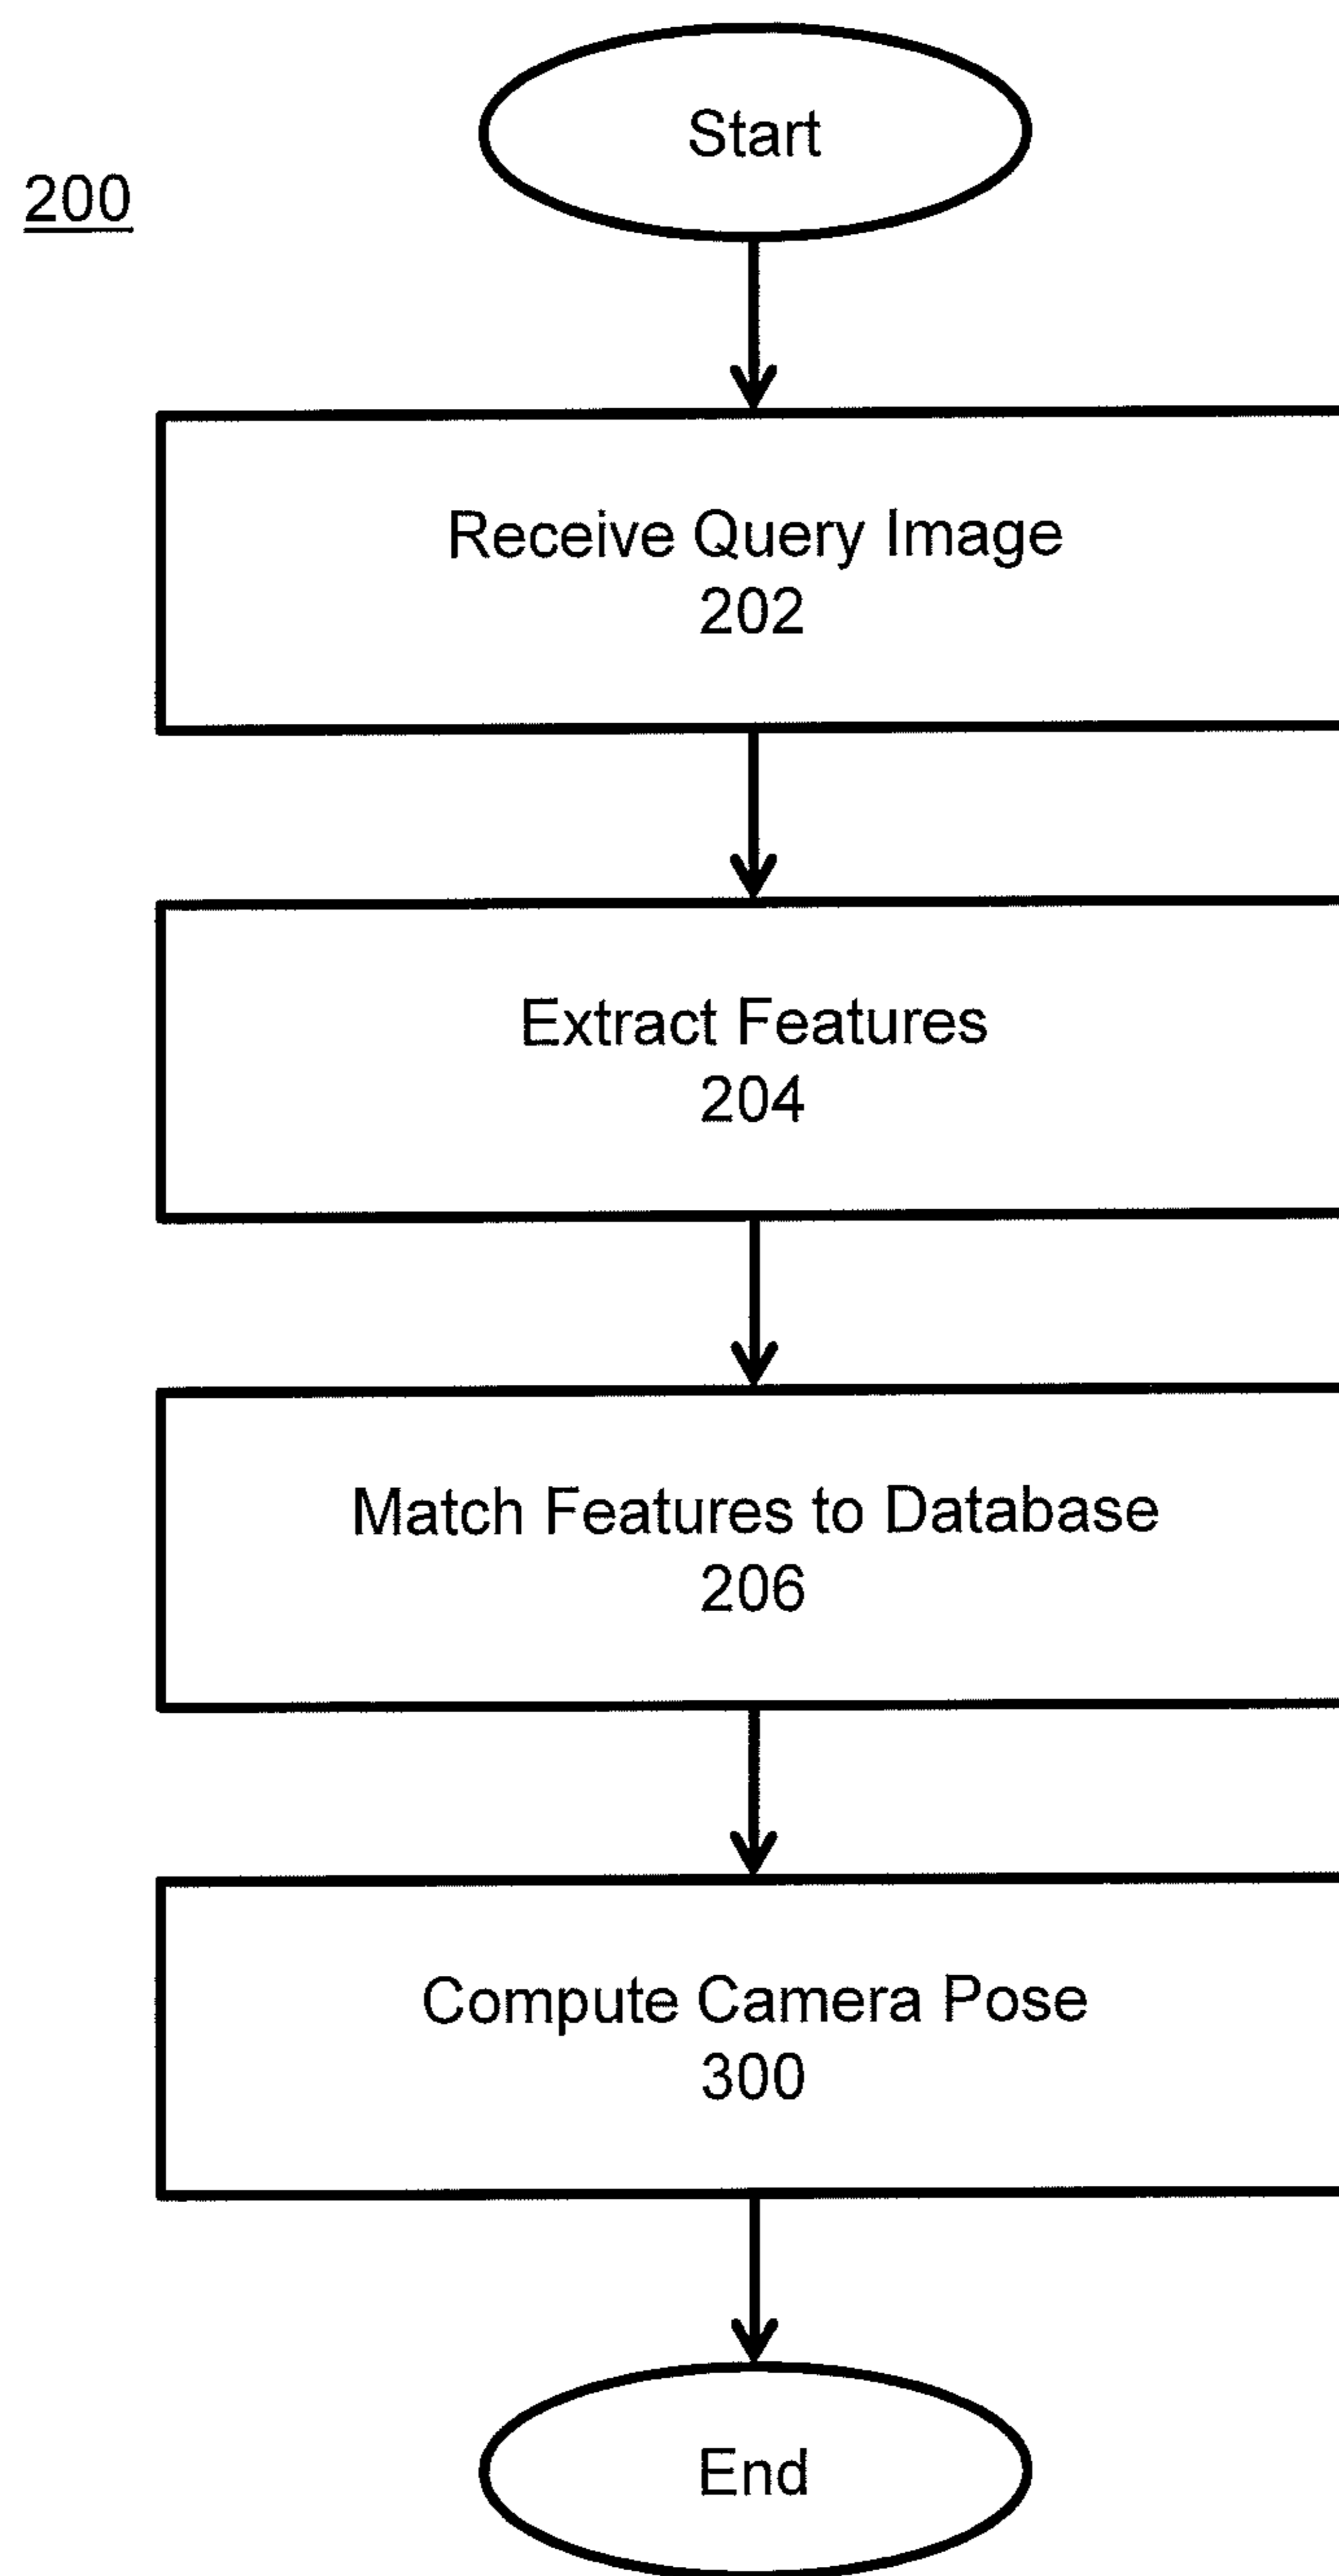 Start
200
Receive Query Image
202
Extract Features
204
Match Features to Database
206
Compute Camera Pose
300
End